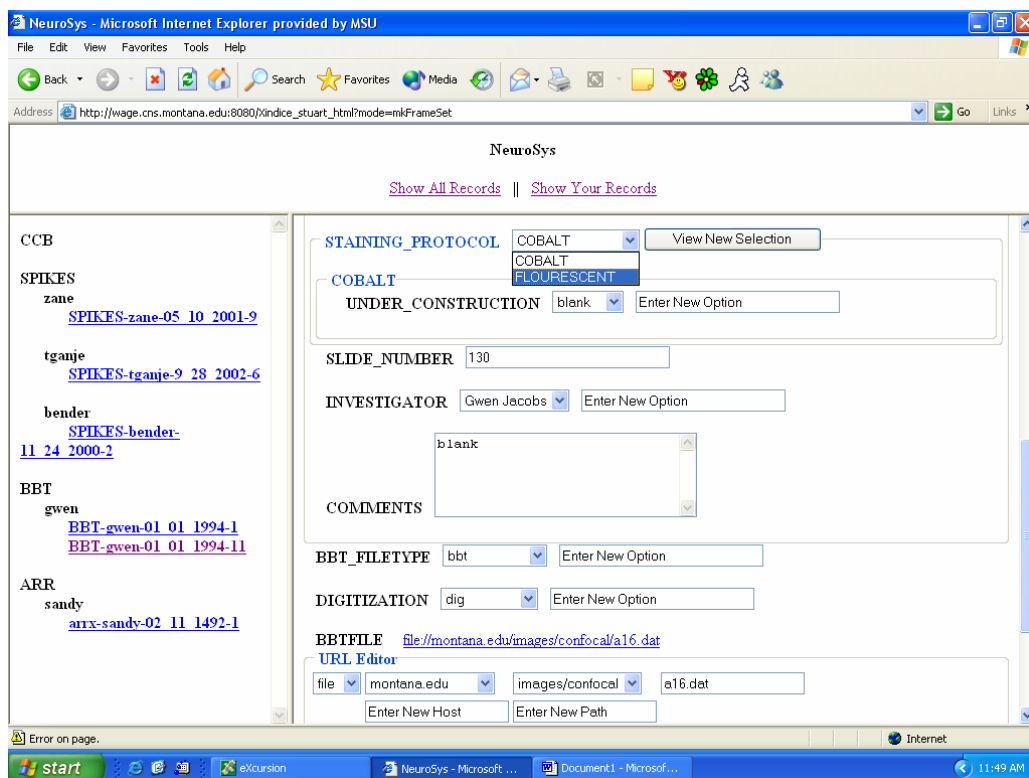 NeuroSys - Microsoft Internet Explorer provided by MSU
File Edit View Favorites Tools Help
Back Search Favorites Media
Address http://wage.cns.montana.edu:8080/Xindice_stuart_html?mode=mkFrameSet Go Links
NeuroSys
Show All Records || Show Your Records
CCB
SPIKES
zane
SPIKES-zane-05_10_2001-9
tganje
SPIKES-tganje-9_28_2002-6
bender
SPIKES-bender-
11_24_2000-2
BBT
gwen
BBT-gwen-01_01_1994-1
BBT-gwen-01_01_1994-11
ARR
sandy
arrx-sandy-02_11_1492-1
STAINING_PROTOCOL COBALT View New Selection
COBALT
FLOURESCENT
COBALT
UNDER_CONSTRUCTION blank Enter New Option
SLIDE_NUMBER 130
INVESTIGATOR Gwen Jacobs Enter New Option
blank
COMMENTS
BBT_FILETYPE bbt Enter New Option
DIGITIZATION dig Enter New Option
BBTFILE file://montana.edu/images/confocal/a16.dat
URL Editor
file montana.edu images/confocal a16.dat
Enter New Host Enter New Path
Error on page. Internet
start eXcursion NeuroSys - Microsoft ... Document1 - Microsof... 11:49 AM